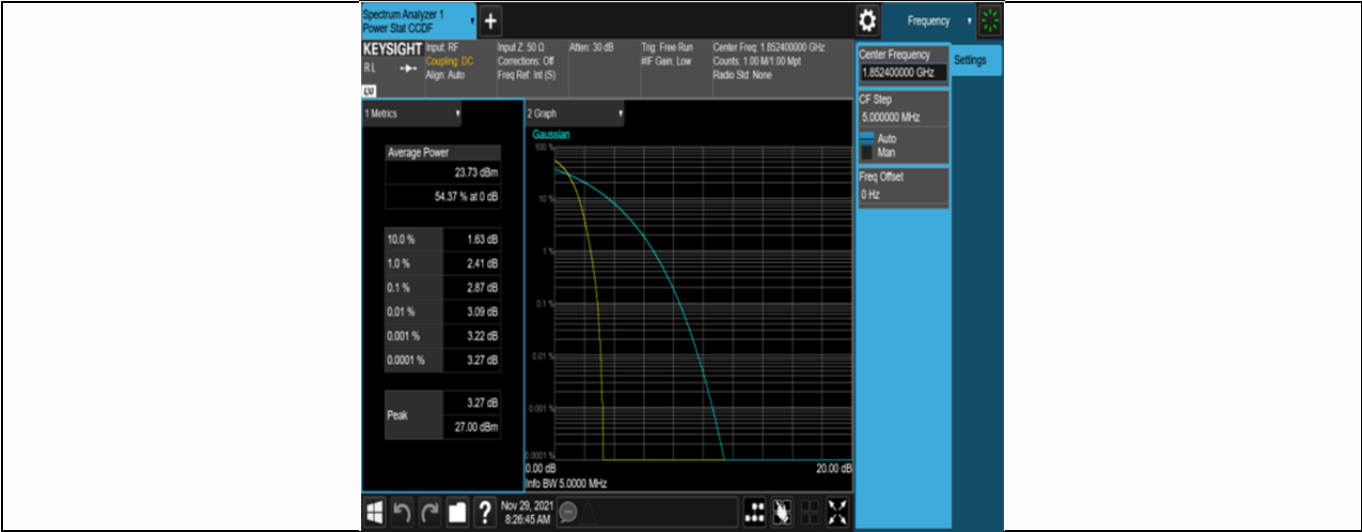 Spectrum Analyzer 1
Power Stat CCDF
+
Frequency
KEYSIGHT
R L
Input: RF
Coupling: DC
Align: Auto
Input Z: 50 Ω
Corrections: Off
Freq Ref: Int (S)
Atten: 30 dB
Trig: Free Run
#IF Gain: Low
Center Freq: 1.852400000 GHz
Counts: 1.00 M/1.00 Mpt
Radio Std: None
Center Frequency
1.852400000 GHz
Settings
CF Step
5.000000 MHz
Auto
Man
Freq Offset
0 Hz
1 Metrics
Average Power
23.73 dBm
54.37 % at 0 dB
10.0 % 1.63 dB
1.0 % 2.41 dB
0.1 % 2.87 dB
0.01 % 3.09 dB
0.001 % 3.22 dB
0.0001 % 3.27 dB
Peak
3.27 dB
27.00 dBm
2 Graph
Gaussian
100 %
10 %
1 %
0.1 %
0.01 %
0.001 %
0.0001 %
0.00 dB
20.00 dB
Info BW 5.0000 MHz
?
Nov 29, 2021
8:26:45 AM